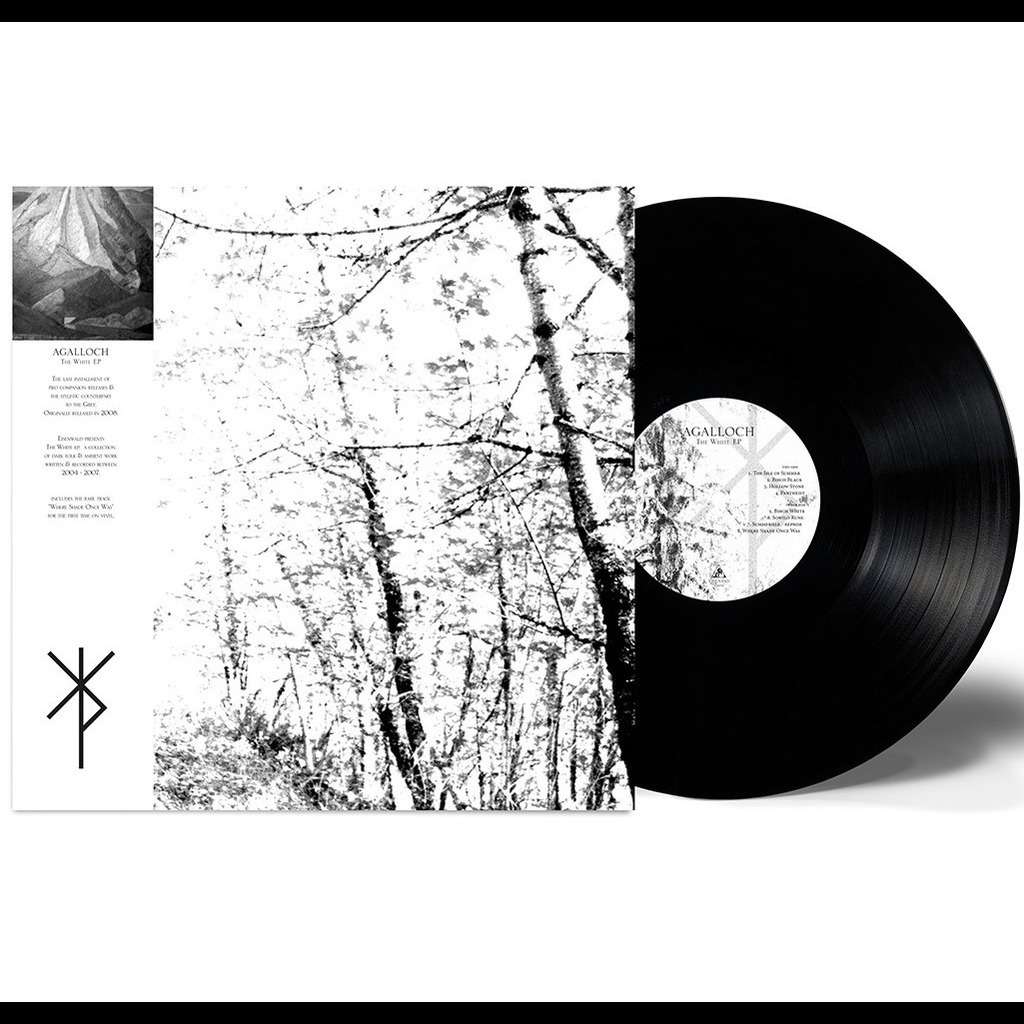 AGALLOCH
The White EP
The last installment of
two companion releases &
the stylistic counterpart
to the Grey.
Originally released in 2008.
Eisenwald presents
The White EP: a collection
of dark folk & ambient work
written & recorded between
2004 - 2007.
Includes the rare track
"Where Shade Once Was"
for the first time on vinyl.
AGALLOCH
The White EP
1. The Isle of Summer
2. Birch Black
3. Hollow Stone
4. Pantheist
5. Birch White
6. Sowilo Rune
7. Summerisle reprise
8. Where Shade Once Was